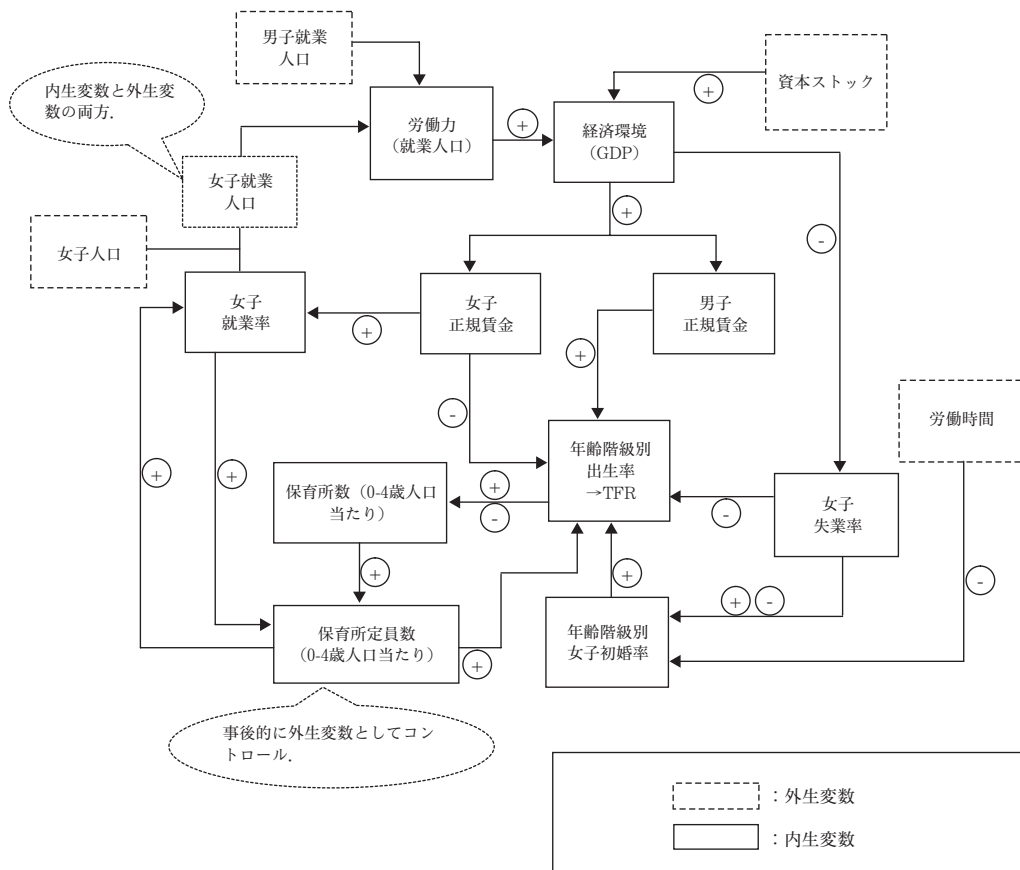 男子就業
人口
資本ストック
内生変数と外生変
数の両方．
労働力
（就業人口）
+
+
経済環境
（GDP）
女子就業
人口
+
女子人口
-
女子
就業率
女子
正規賃金
男子
正規賃金
+
+
-
労働時間
年齢階級別
出生率
→TFR
+
+
保育所数（0-4歳人口
当たり）
+
-
-
女子
失業率
+
+
-
+
-
保育所定員数
（0-4歳人口当たり）
+
年齢階級別
女子初婚率
事後的に外生変数としてコン
トロール．
：外生変数
：内生変数